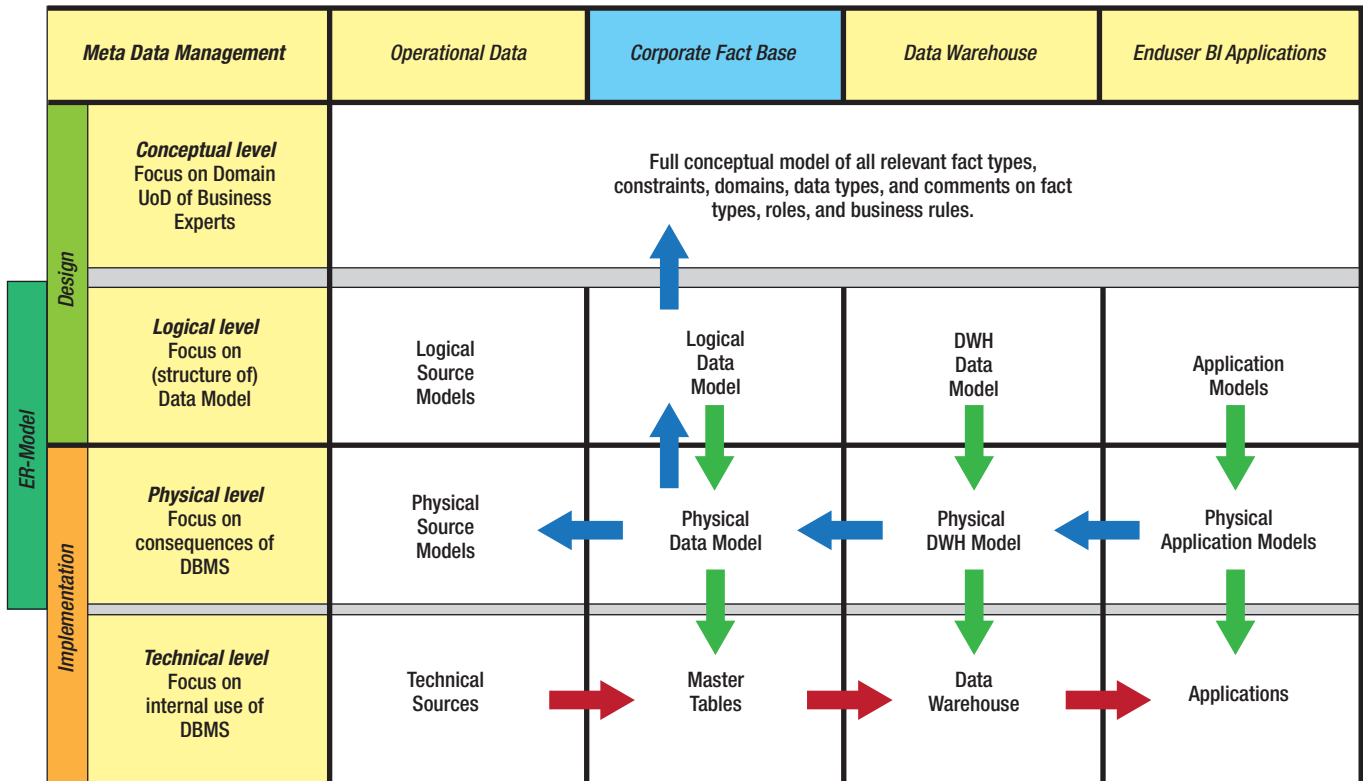 Meta Data Management
Operational Data
Corporate Fact Base
Data Warehouse
Enduser BI Applications
Design
Conceptual level
Focus on Domain
UoD of Business
Experts
Full conceptual model of all relevant fact types,
constraints, domains, data types, and comments on fact
types, roles, and business rules.
ER-Model
Logical level
Focus on
(structure of)
Data Model
Logical
Source
Models
Logical
Data
Model
DWH
Data
Model
Application
Models
Implementation
Physical level
Focus on
consequences of
DBMS
Physical
Source
Models
Physical
Data Model
Physical
DWH Model
Physical
Application Models
Technical level
Focus on
internal use of
DBMS
Technical
Sources
Master
Tables
Data
Warehouse
Applications